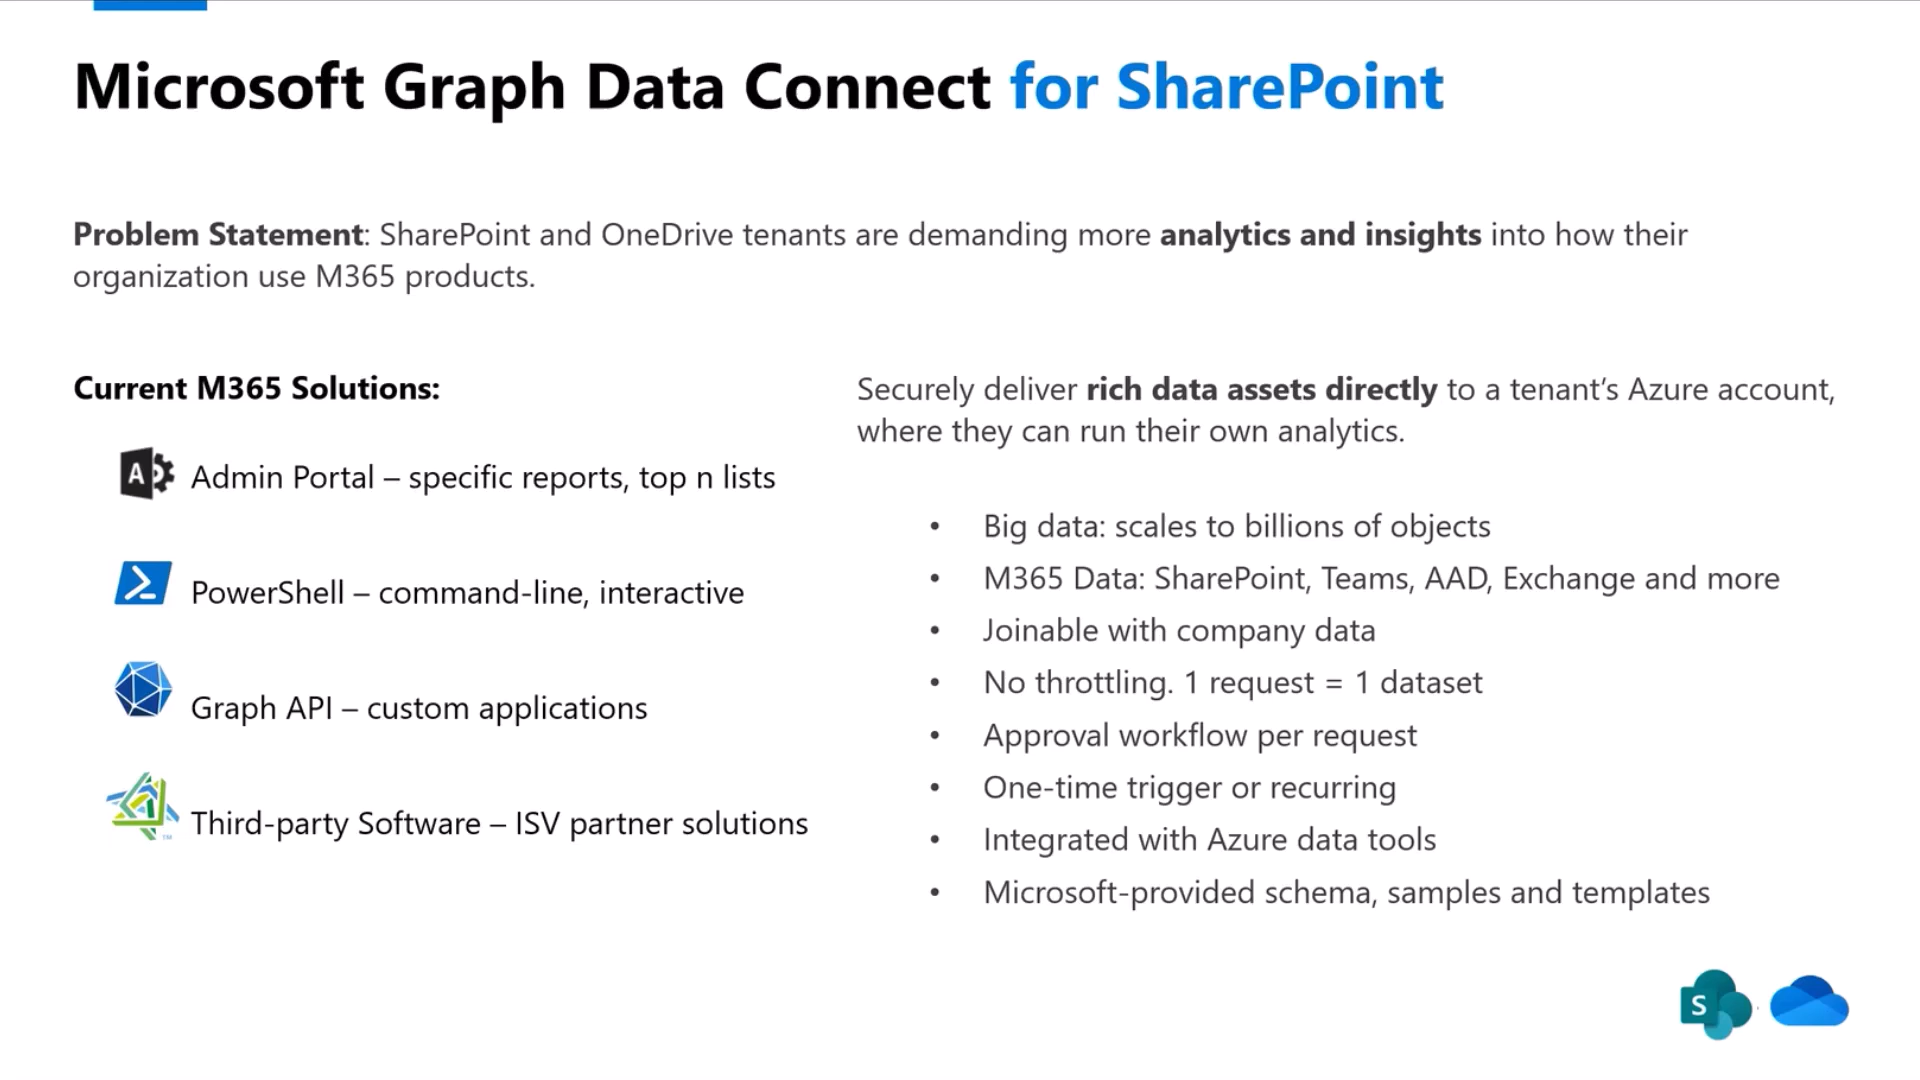 Microsoft Graph Data Connect for SharePoint
Problem Statement: SharePoint and OneDrive tenants are demanding more analytics and insights into how their
organization use M365 products.
Current M365 Solutions:
A
Admin Portal – specific reports, top n lists
PowerShell – command-line, interactive
Graph API – custom applications
TM
Third-party Software – ISV partner solutions
Securely deliver rich data assets directly to a tenant’s Azure account,
where they can run their own analytics.
• Big data: scales to billions of objects
• M365 Data: SharePoint, Teams, AAD, Exchange and more
• Joinable with company data
• No throttling. 1 request = 1 dataset
• Approval workflow per request
• One-time trigger or recurring
• Integrated with Azure data tools
• Microsoft-provided schema, samples and templates
S